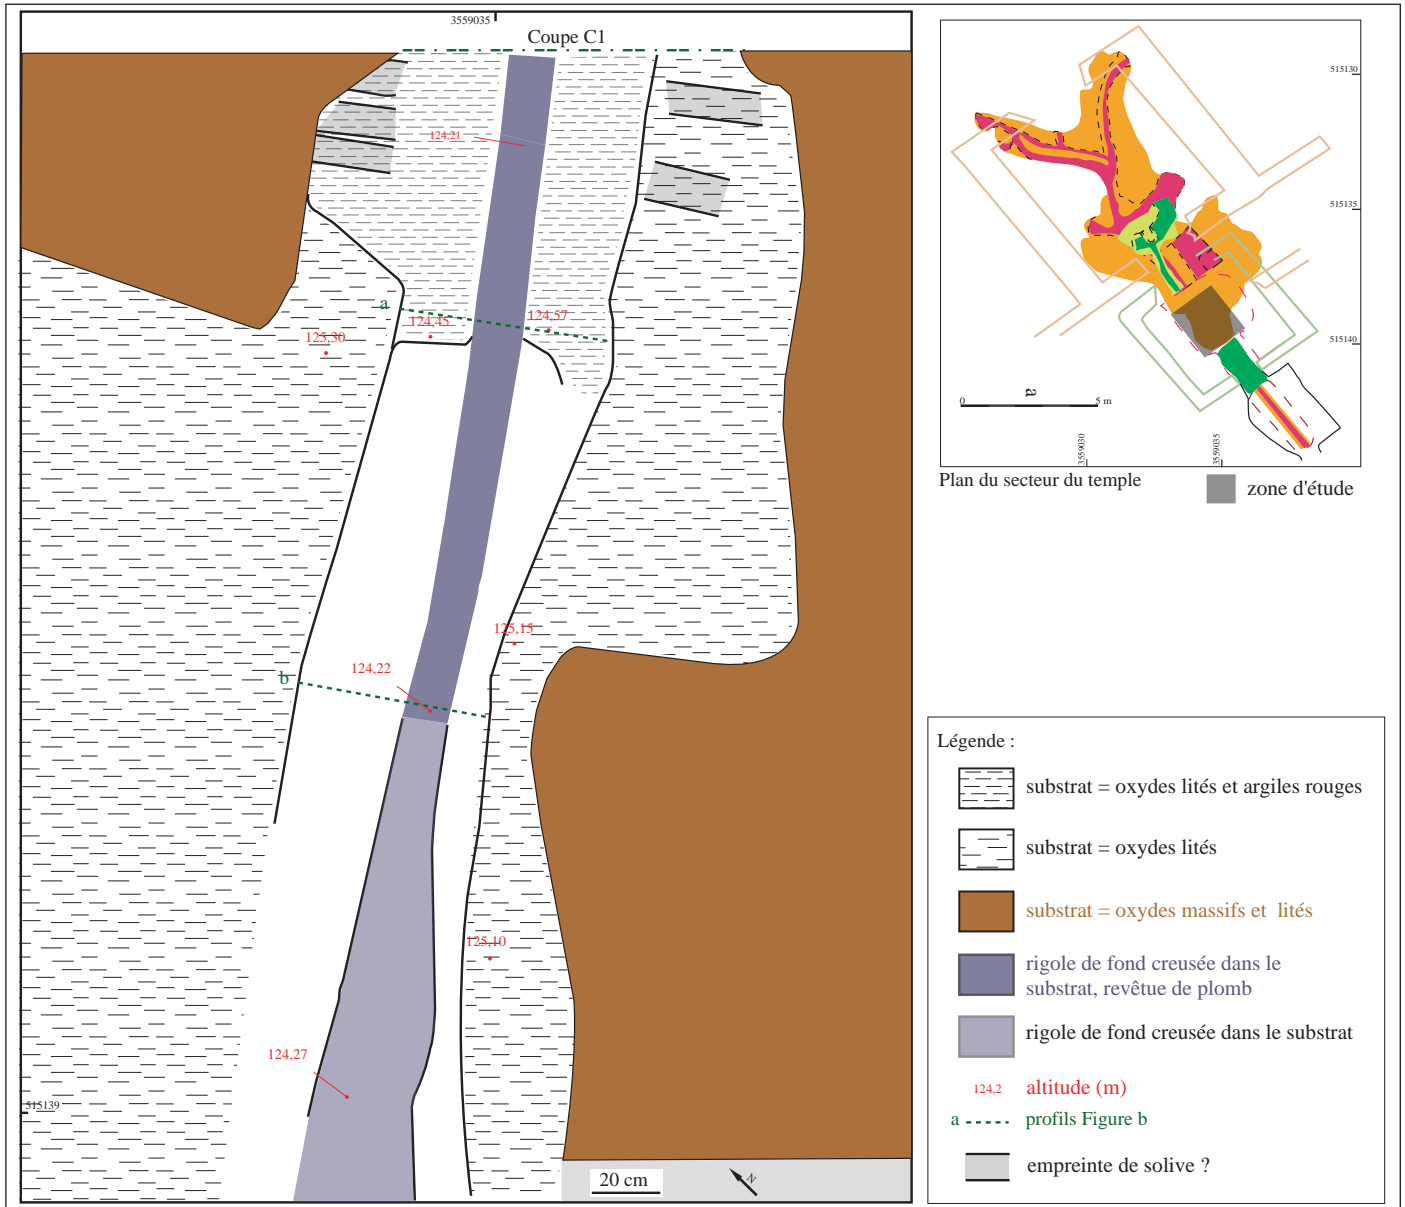 3559035
Coupe C1
124,21
a
124,45
124,57
125,30
125,15
124,22
b
125,10
124,27
515139
20 cm
N
515130
515135
515140
a
0
5 m
3559030
3559035
Plan du secteur du temple
zone d'étude
Légende :
substrat = oxydes lités et argiles rouges
substrat = oxydes lités
substrat = oxydes massifs et lités
rigole de fond creusée dans le
substrat, revêtue de plomb
rigole de fond creusée dans le substrat
124,2
altitude (m)
a
profils Figure b
empreinte de solive ?